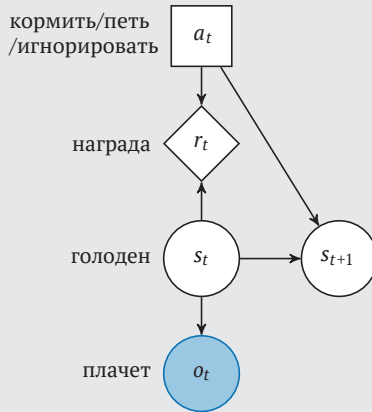 кормить/петь
/игнорировать
a_t
награда
r_t
голоден
s_t
s_{t+1}
плачет
o_t